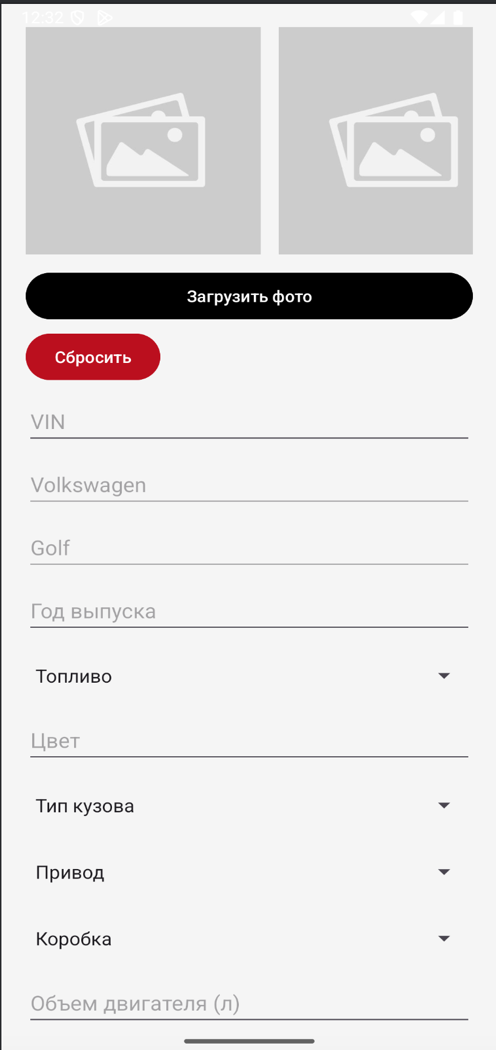 12:32
Загрузить фото
Сбросить
VIN
Volkswagen
Golf
Год выпуска
Топливо
Цвет
Тип кузова
Привод
Коробка
Объем двигателя (л)